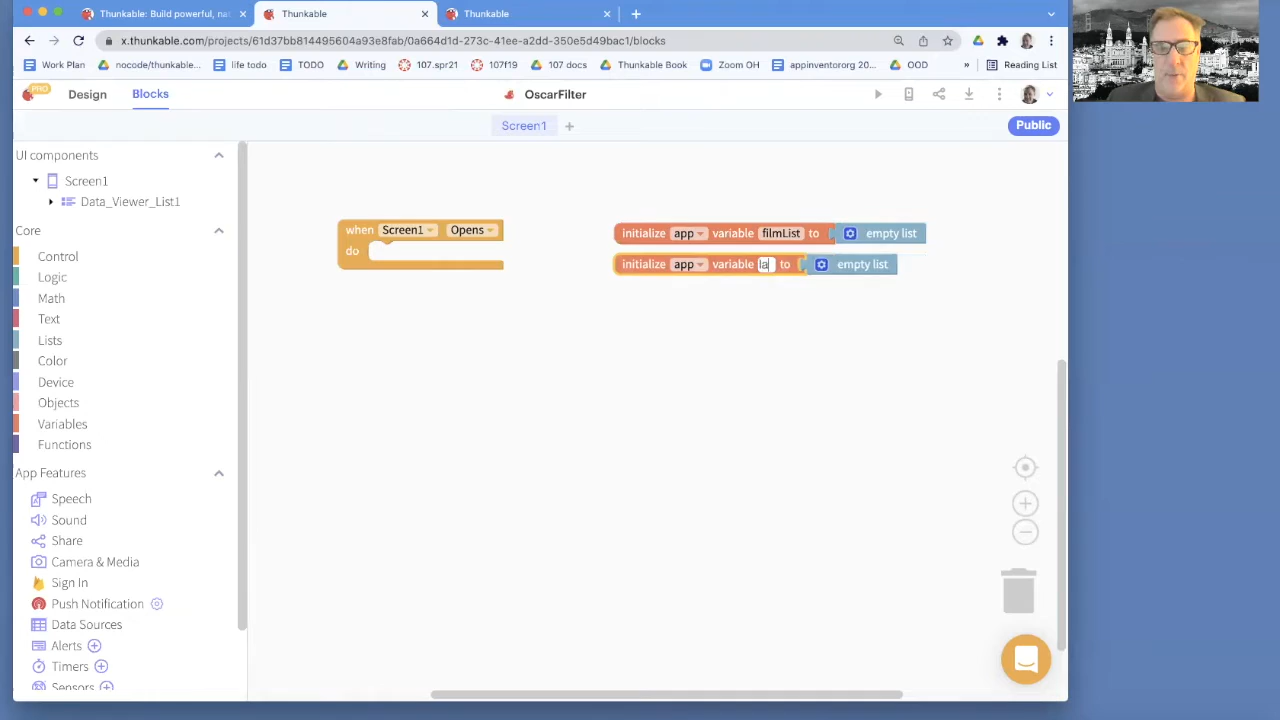 Thunkable: Build powerful, na
Thunkable
Thunkable
x.thunkable.com/projects/61d37bb814495604a93e8fab/0a6a4d1d-273c-41ee-a2dd-350e5d49bac1/blocks
Work Plan
nocode/thunkable...
life todo
TODO
Writing
107 spr21
107f19
107 docs
Thunkable Book
Zoom OH
appinventororg 20...
OOD
»
Reading List
PRO
Design
Blocks
OscarFilter
Screen1
Public
UI components
Screen1
Data_Viewer_List1
Core
Control
Logic
Math
Text
Lists
Color
Device
Objects
Variables
Functions
App Features
Speech
Sound
Share
Camera & Media
Sign In
Push Notification
Data Sources
Alerts
Timers
Sensors
when Screen1 Opens
do
initialize app variable filmList to empty list
initialize app variable la to empty list